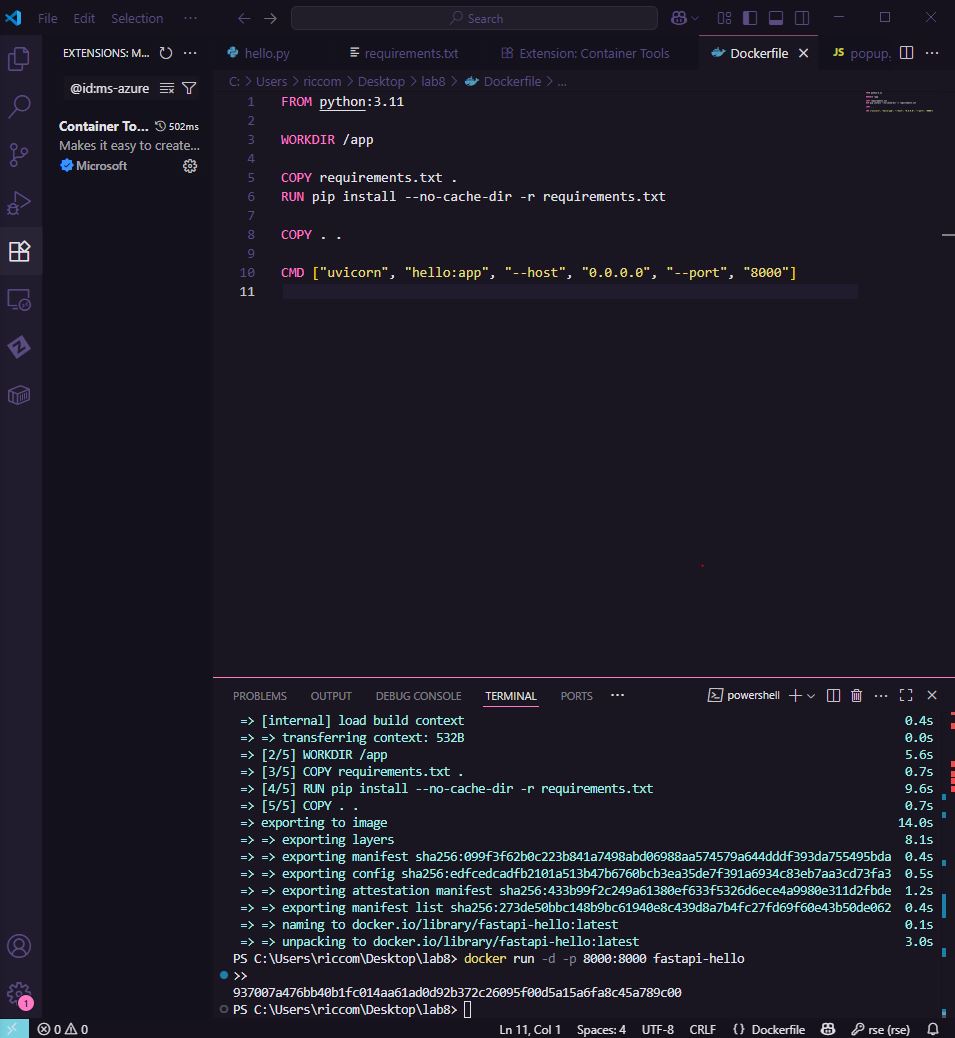 File Edit Selection ··· Search
EXTENSIONS: M... ···
hello.py requirements.txt Extension: Container Tools Dockerfile JS popup. ···
@id:ms-azure
C: > Users > riccom > Desktop > lab8 > Dockerfile > ...
Container To... 502ms
Makes it easy to create...
Microsoft
1 FROM python:3.11
2
3 WORKDIR /app
4
5 COPY requirements.txt .
6 RUN pip install --no-cache-dir -r requirements.txt
7
8 COPY . .
9
10 CMD ["uvicorn", "hello:app", "--host", "0.0.0.0", "--port", "8000"]
11
PROBLEMS OUTPUT DEBUG CONSOLE TERMINAL PORTS ··· powershell ···
=> [internal] load build context 0.4s
=> => transferring context: 532B 0.0s
=> [2/5] WORKDIR /app 5.6s
=> [3/5] COPY requirements.txt . 0.7s
=> [4/5] RUN pip install --no-cache-dir -r requirements.txt 9.6s
=> [5/5] COPY . . 0.7s
=> exporting to image 14.0s
=> => exporting layers 8.1s
=> => exporting manifest sha256:099f3f62b0c223b841a7498abd06988aa574579a644dddf393da755495bda 0.4s
=> => exporting config sha256:edfcedcadfb2101a513b47b6760bcb3ea35de7f391a6934c83eb7aa3cd73fa3 0.5s
=> => exporting attestation manifest sha256:433b99f2c249a61380ef633f5326d6ece4a9980e311d2fbde 1.2s
=> => exporting manifest list sha256:273de50bbc148b9bc61940e8c439d8a7b4fc27fd69f60e43b50de062 0.4s
=> => naming to docker.io/library/fastapi-hello:latest 0.1s
=> => unpacking to docker.io/library/fastapi-hello:latest 3.0s
PS C:\Users\riccom\Desktop\lab8> docker run -d -p 8000:8000 fastapi-hello
>>
937007a476bb40b1fc014aa61ad0d92b372c26095f00d5a15a6fa8c45a789c00
PS C:\Users\riccom\Desktop\lab8>
1
0 0 Ln 11, Col 1 Spaces: 4 UTF-8 CRLF {} Dockerfile rse (rse)